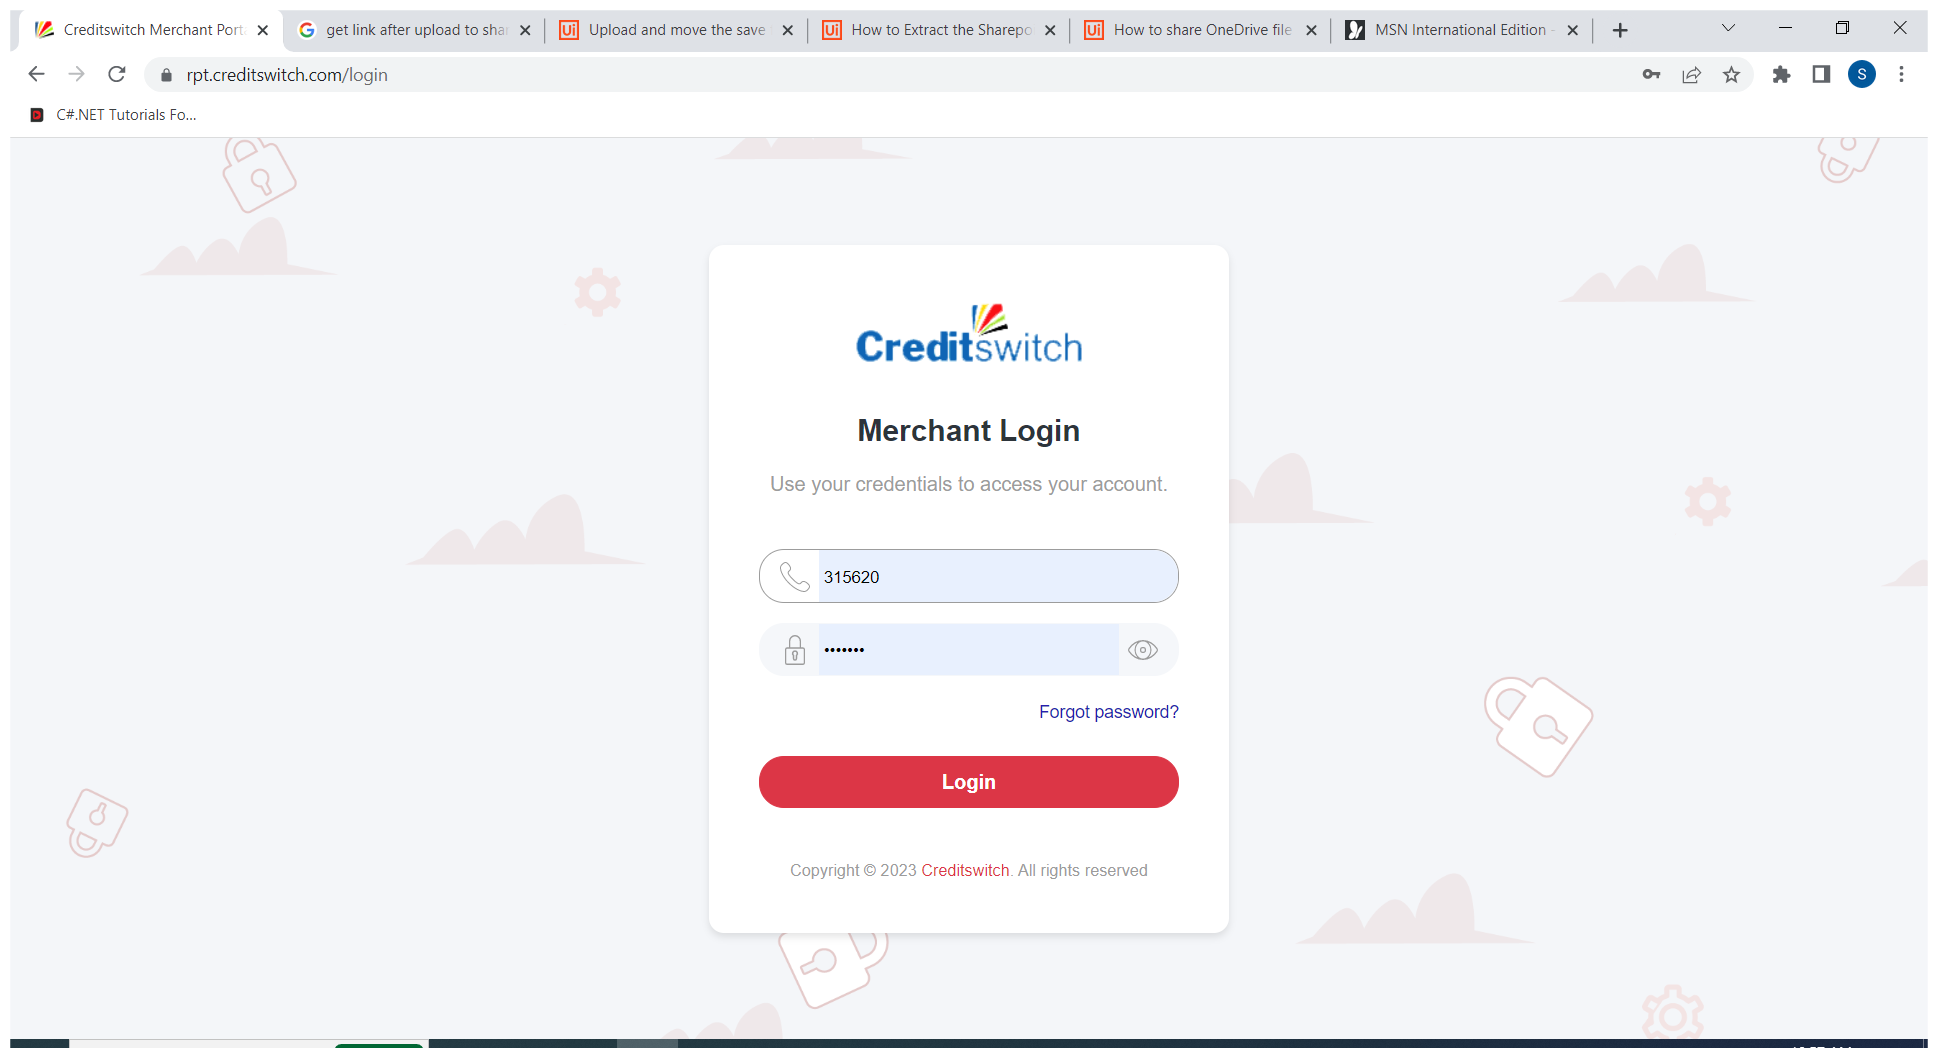 Creditswitch Merchant Port
get link after upload to shar
Upload and move the save
How to Extract the Sharepo
How to share OneDrive file
MSN International Edition -
rpt.creditswitch.com/login
S
C#.NET Tutorials Fo...
Creditswitch
Merchant Login
Use your credentials to access your account.
315620
•••••••
Forgot password?
Login
Copyright © 2023 Creditswitch. All rights reserved